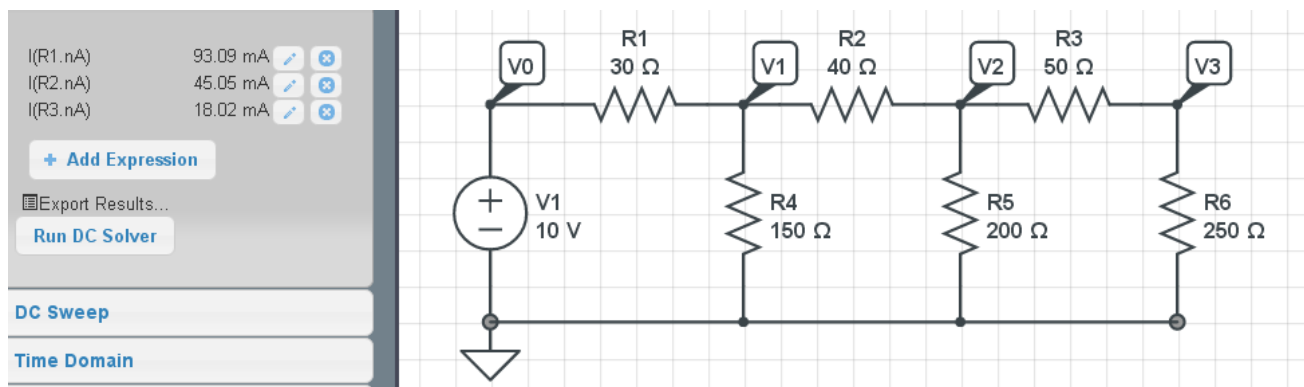 I(R1.nA) 93.09 mA
I(R2.nA) 45.05 mA
I(R3.nA) 18.02 mA
+ Add Expression
Export Results...
Run DC Solver
DC Sweep
Time Domain
V0
R1
30 Ω
V1
R2
40 Ω
V2
R3
50 Ω
V3
+
−
V1
10 V
R4
150 Ω
R5
200 Ω
R6
250 Ω